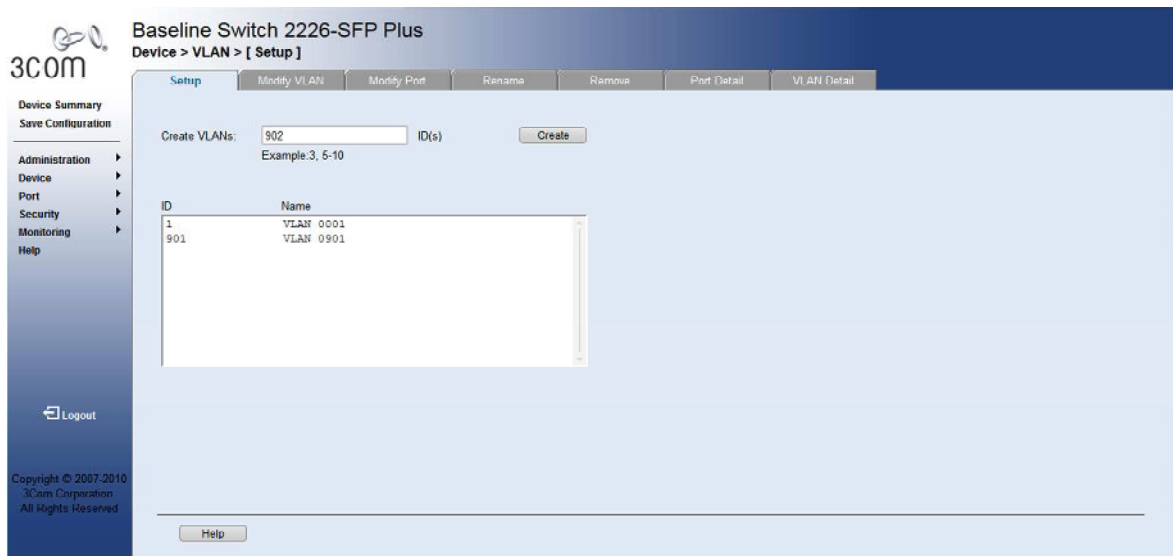 3COM
Baseline Switch 2226-SFP Plus
Device > VLAN > [ Setup ]
Setup Modify VLAN Modify Port Rename Remove Port Detail VLAN Detail
Device Summary
Save Configuration
Administration
Device
Port
Security
Monitoring
Help
Logout
Copyright © 2007-2010
3Com Corporation
All Rights Reserved
Create VLANs: 902 ID(s) Create
Example:3, 5-10
ID Name
1 VLAN 0001
901 VLAN 0901
Help